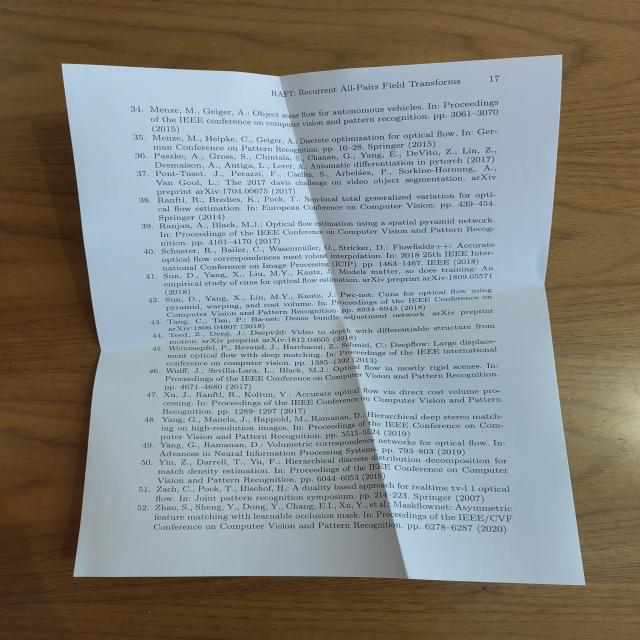 RAFT: Recurrent All-Pairs Field Transforms 17
34. Menze, M., Geiger, A.: Object scene flow for autonomous vehicles. In: Proceedings
of the IEEE conference on computer vision and pattern recognition. pp. 3061–3070
(2015)
35. Menze, M., Heipke, C., Geiger, A.: Discrete optimization for optical flow. In: Ger-
man Conference on Pattern Recognition. pp. 16–28. Springer (2015)
36. Paszke, A., Gross, S., Chintala, S., Chanan, G., Yang, E., DeVito, Z., Lin, Z.,
Desmaison, A., Antiga, L., Lerer, A.: Automatic differentiation in pytorch (2017)
37. Pont-Tuset, J., Perazzi, F., Caelles, S., Arbeláez, P., Sorkine-Hornung, A.,
Van Gool, L.: The 2017 davis challenge on video object segmentation. arXiv
preprint arXiv:1704.00675 (2017)
38. Ranftl, R., Bredies, K., Pock, T.: Non-local total generalized variation for opti-
cal flow estimation. In: European Conference on Computer Vision. pp. 439–454.
Springer (2014)
39. Ranjan, A., Black, M.J.: Optical flow estimation using a spatial pyramid network.
In: Proceedings of the IEEE Conference on Computer Vision and Pattern Recog-
nition. pp. 4161–4170 (2017)
40. Schuster, R., Bailer, C., Wasenmüller, O., Stricker, D.: Flowfields++: Accurate
optical flow correspondences meet robust interpolation. In: 2018 25th IEEE Inter-
national Conference on Image Processing (ICIP). pp. 1463–1467. IEEE (2018)
41. Sun, D., Yang, X., Liu, M.Y., Kautz, J.: Models matter, so does training: An
empirical study of cnns for optical flow estimation. arXiv preprint arXiv:1809.05571
(2018)
42. Sun, D., Yang, X., Liu, M.Y., Kautz, J.: Pwc-net: Cnns for optical flow using
pyramid, warping, and cost volume. In: Proceedings of the IEEE Conference on
Computer Vision and Pattern Recognition. pp. 8934–8943 (2018)
43. Tang, C., Tan, P.: Ba-net: Dense bundle adjustment network. arXiv preprint
arXiv:1806.04807 (2018)
44. Teed, Z., Deng, J.: Deepv2d: Video to depth with differentiable structure from
motion. arXiv preprint arXiv:1812.04605 (2018)
45. Weinzaepfel, P., Revaud, J., Harchaoui, Z., Schmid, C.: Deepflow: Large displace-
ment optical flow with deep matching. In: Proceedings of the IEEE international
conference on computer vision. pp. 1385–1392 (2013)
46. Wulff, J., Sevilla-Lara, L., Black, M.J.: Optical flow in mostly rigid scenes. In:
Proceedings of the IEEE Conference on Computer Vision and Pattern Recognition.
pp. 4671–4680 (2017)
47. Xu, J., Ranftl, R., Koltun, V.: Accurate optical flow via direct cost volume pro-
cessing. In: Proceedings of the IEEE Conference on Computer Vision and Pattern
Recognition. pp. 1289–1297 (2017)
48. Yang, G., Manela, J., Happold, M., Ramanan, D.: Hierarchical deep stereo match-
ing on high-resolution images. In: Proceedings of the IEEE Conference on Com-
puter Vision and Pattern Recognition. pp. 5515–5524 (2019)
49. Yang, G., Ramanan, D.: Volumetric correspondence networks for optical flow. In:
Advances in Neural Information Processing Systems. pp. 793–803 (2019)
50. Yin, Z., Darrell, T., Yu, F.: Hierarchical discrete distribution decomposition for
match density estimation. In: Proceedings of the IEEE Conference on Computer
Vision and Pattern Recognition. pp. 6044–6053 (2019)
51. Zach, C., Pock, T., Bischof, H.: A duality based approach for realtime tv-l 1 optical
flow. In: Joint pattern recognition symposium. pp. 214–223. Springer (2007)
52. Zhao, S., Sheng, Y., Dong, Y., Chang, E.I., Xu, Y., et al.: Maskflownet: Asymmetric
feature matching with learnable occlusion mask. In: Proceedings of the IEEE/CVF
Conference on Computer Vision and Pattern Recognition. pp. 6278–6287 (2020)